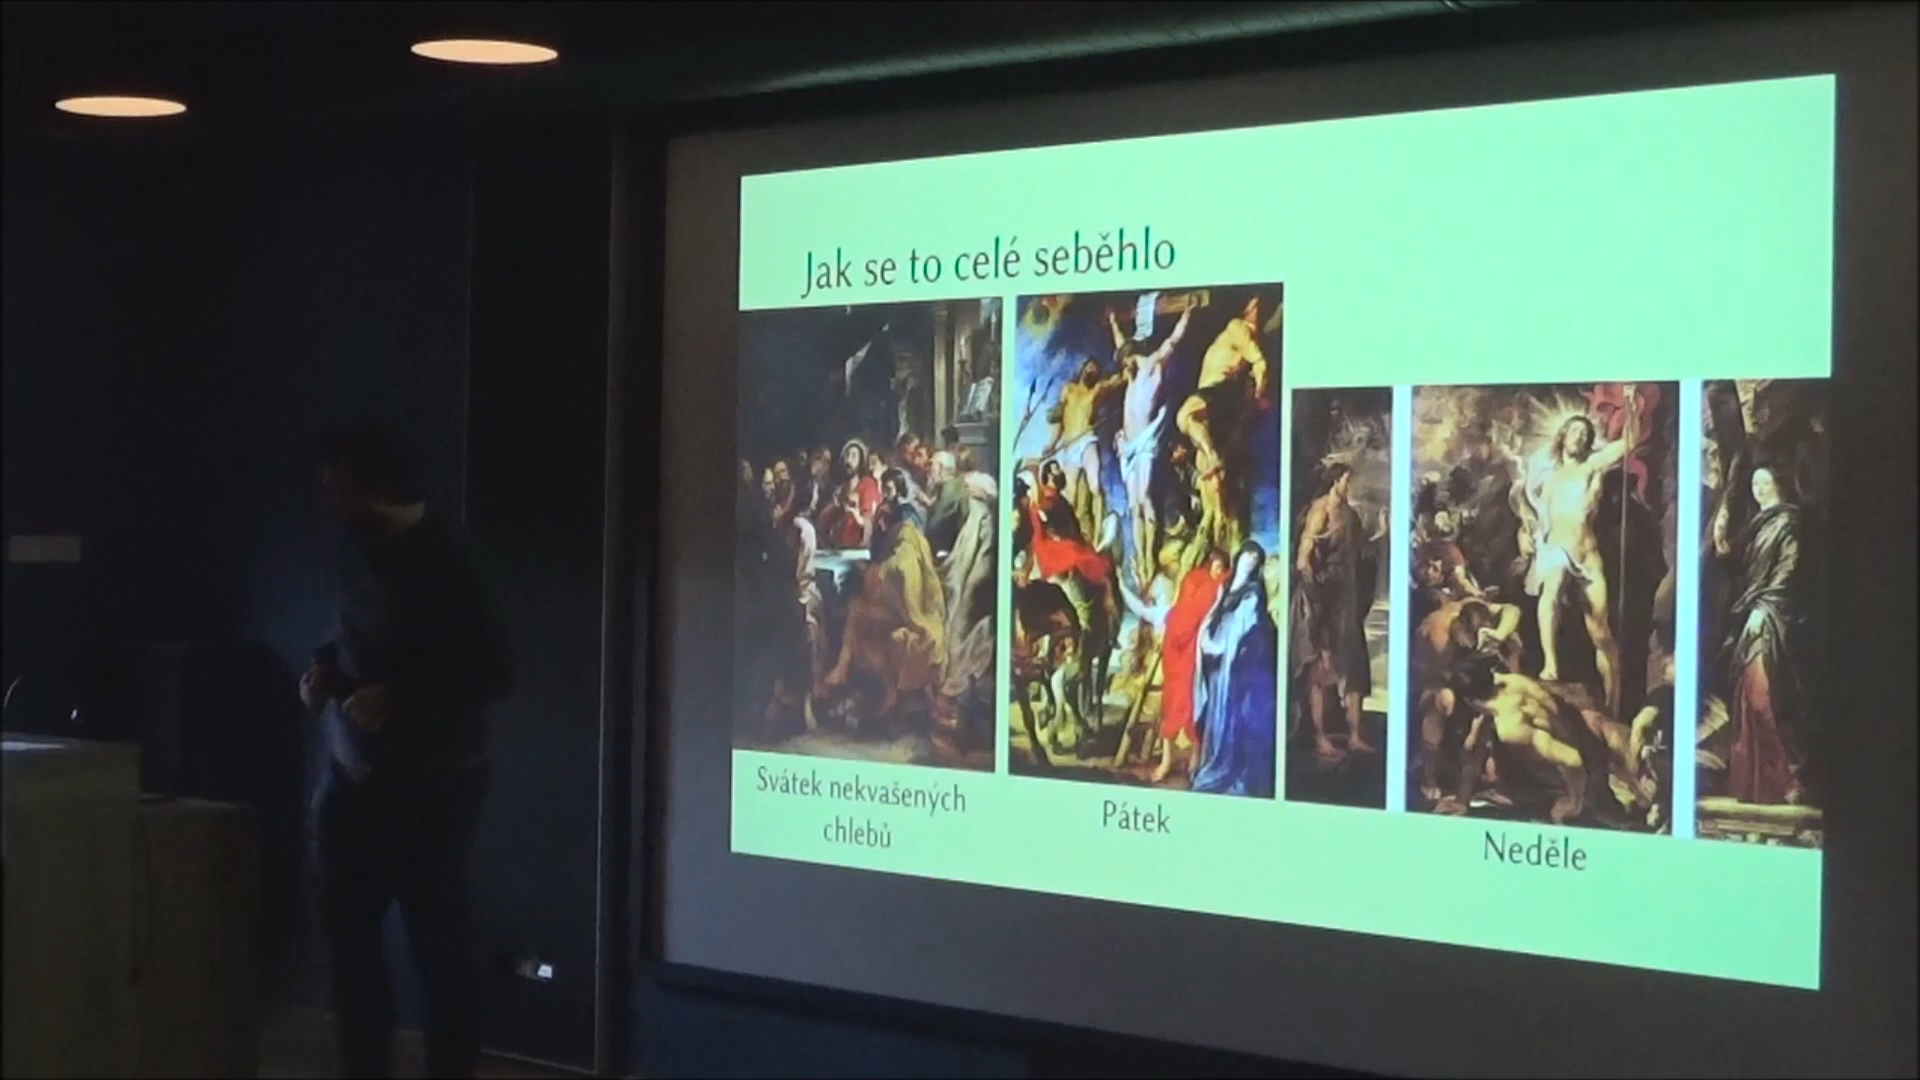 Jak se to celé seběhlo
Svátek nekvašených
chlebů
Pátek
Neděle